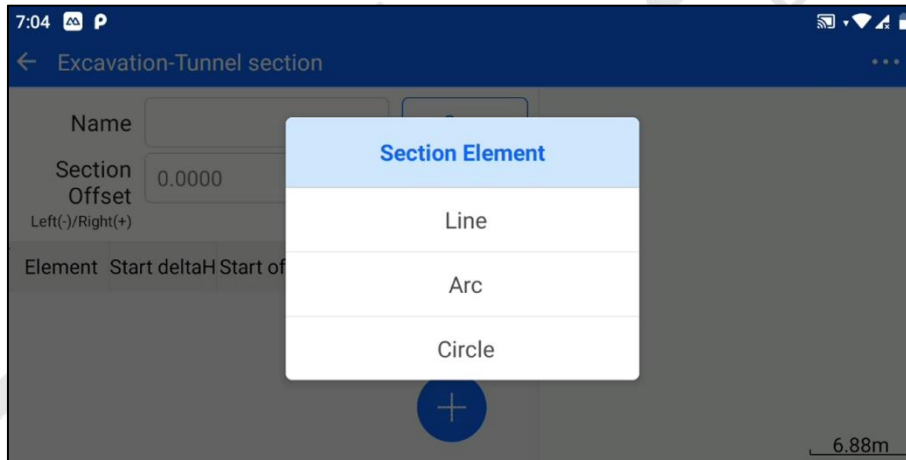 7:04
Excavation-Tunnel section
Name
Section Offset
0.0000
Left(-)/Right(+)
Element Start deltaH Start of
Section Element
Line
Arc
Circle
6.88m